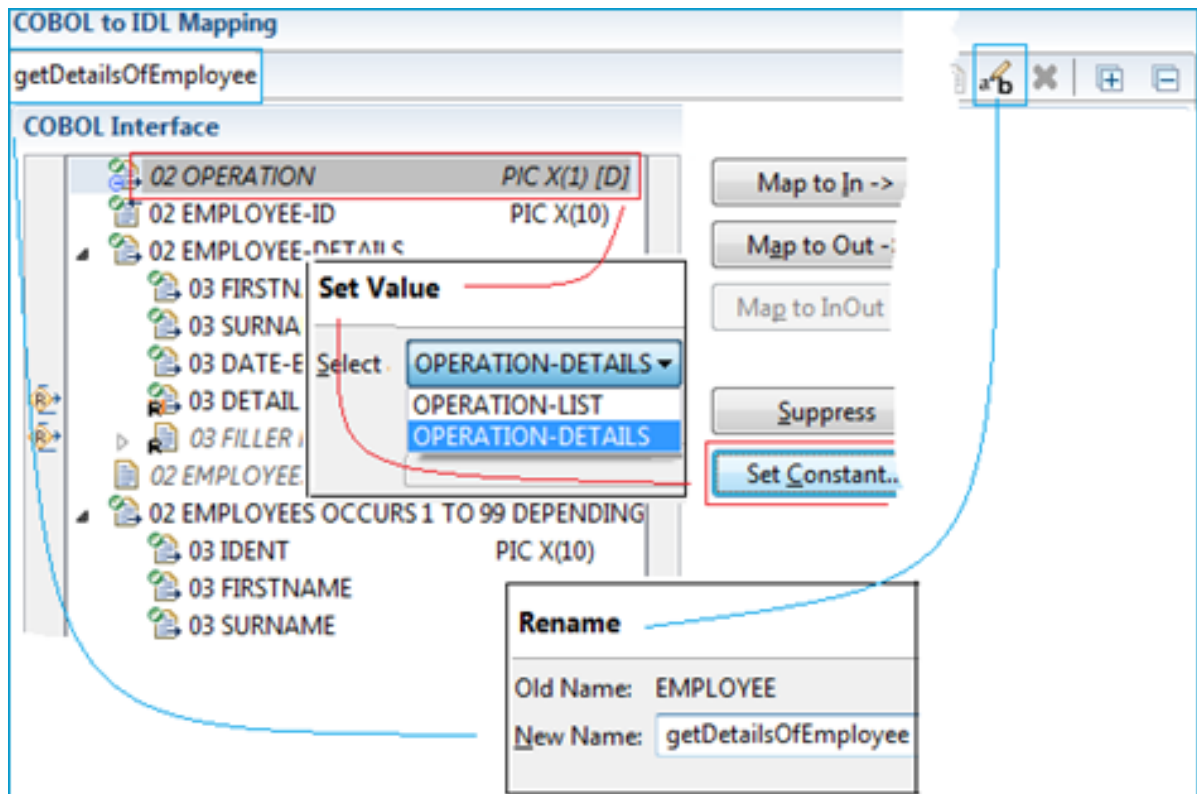 COBOL to IDL Mapping
getDetailsOfEmployee
COBOL Interface
02 OPERATION PIC X(1) [D]
02 EMPLOYEE-ID PIC X(10)
02 EMPLOYEE-DETAILS
03 FIRSTN
03 SURNA
03 DATE-E
03 DETAIL
03 FILLER
02 EMPLOYEE
02 EMPLOYEES OCCURS 1 TO 99 DEPENDING
03 IDENT PIC X(10)
03 FIRSTNAME
03 SURNAME
Set Value
Select
OPERATION-DETAILS
OPERATION-LIST
OPERATION-DETAILS
Map to In ->
Map to Out -
Map to InOut
Suppress
Set Constant..
Rename
Old Name: EMPLOYEE
New Name: getDetailsOfEmployee